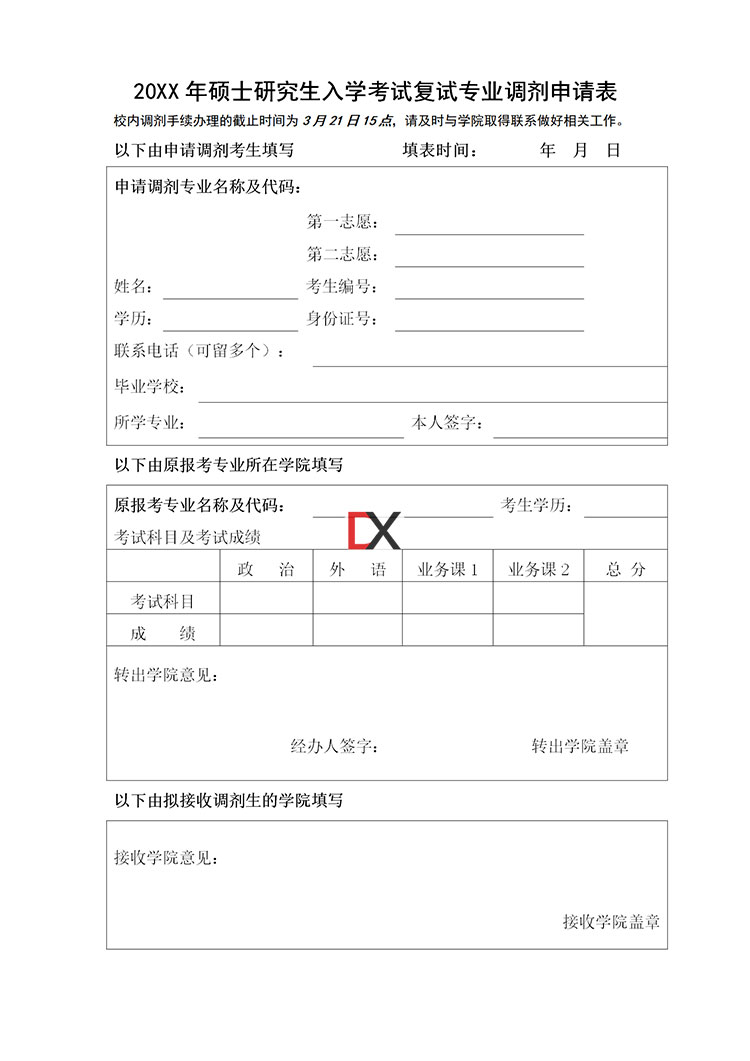 20XX 年硕士研究生入学考试复试专业调剂申请表
校内调剂手续办理的截止时间为 3 月 21 日 15 点，请及时与学院取得联系做好相关工作。
以下由申请调剂考生填写 填表时间： 年 月 日
申请调剂专业名称及代码：
第一志愿：
第二志愿：
姓名： 考生编号：
学历： 身份证号：
联系电话（可留多个）：
毕业学校：
所学专业： 本人签字：
以下由原报考专业所在学院填写
原报考专业名称及代码： 考生学历：
DX
考试科目及考试成绩
政 治 外 语 业务课 1 业务课 2 总 分
考试科目
成 绩
转出学院意见：
经办人签字： 转出学院盖章
以下由拟接收调剂生的学院填写
接收学院意见：
接收学院盖章